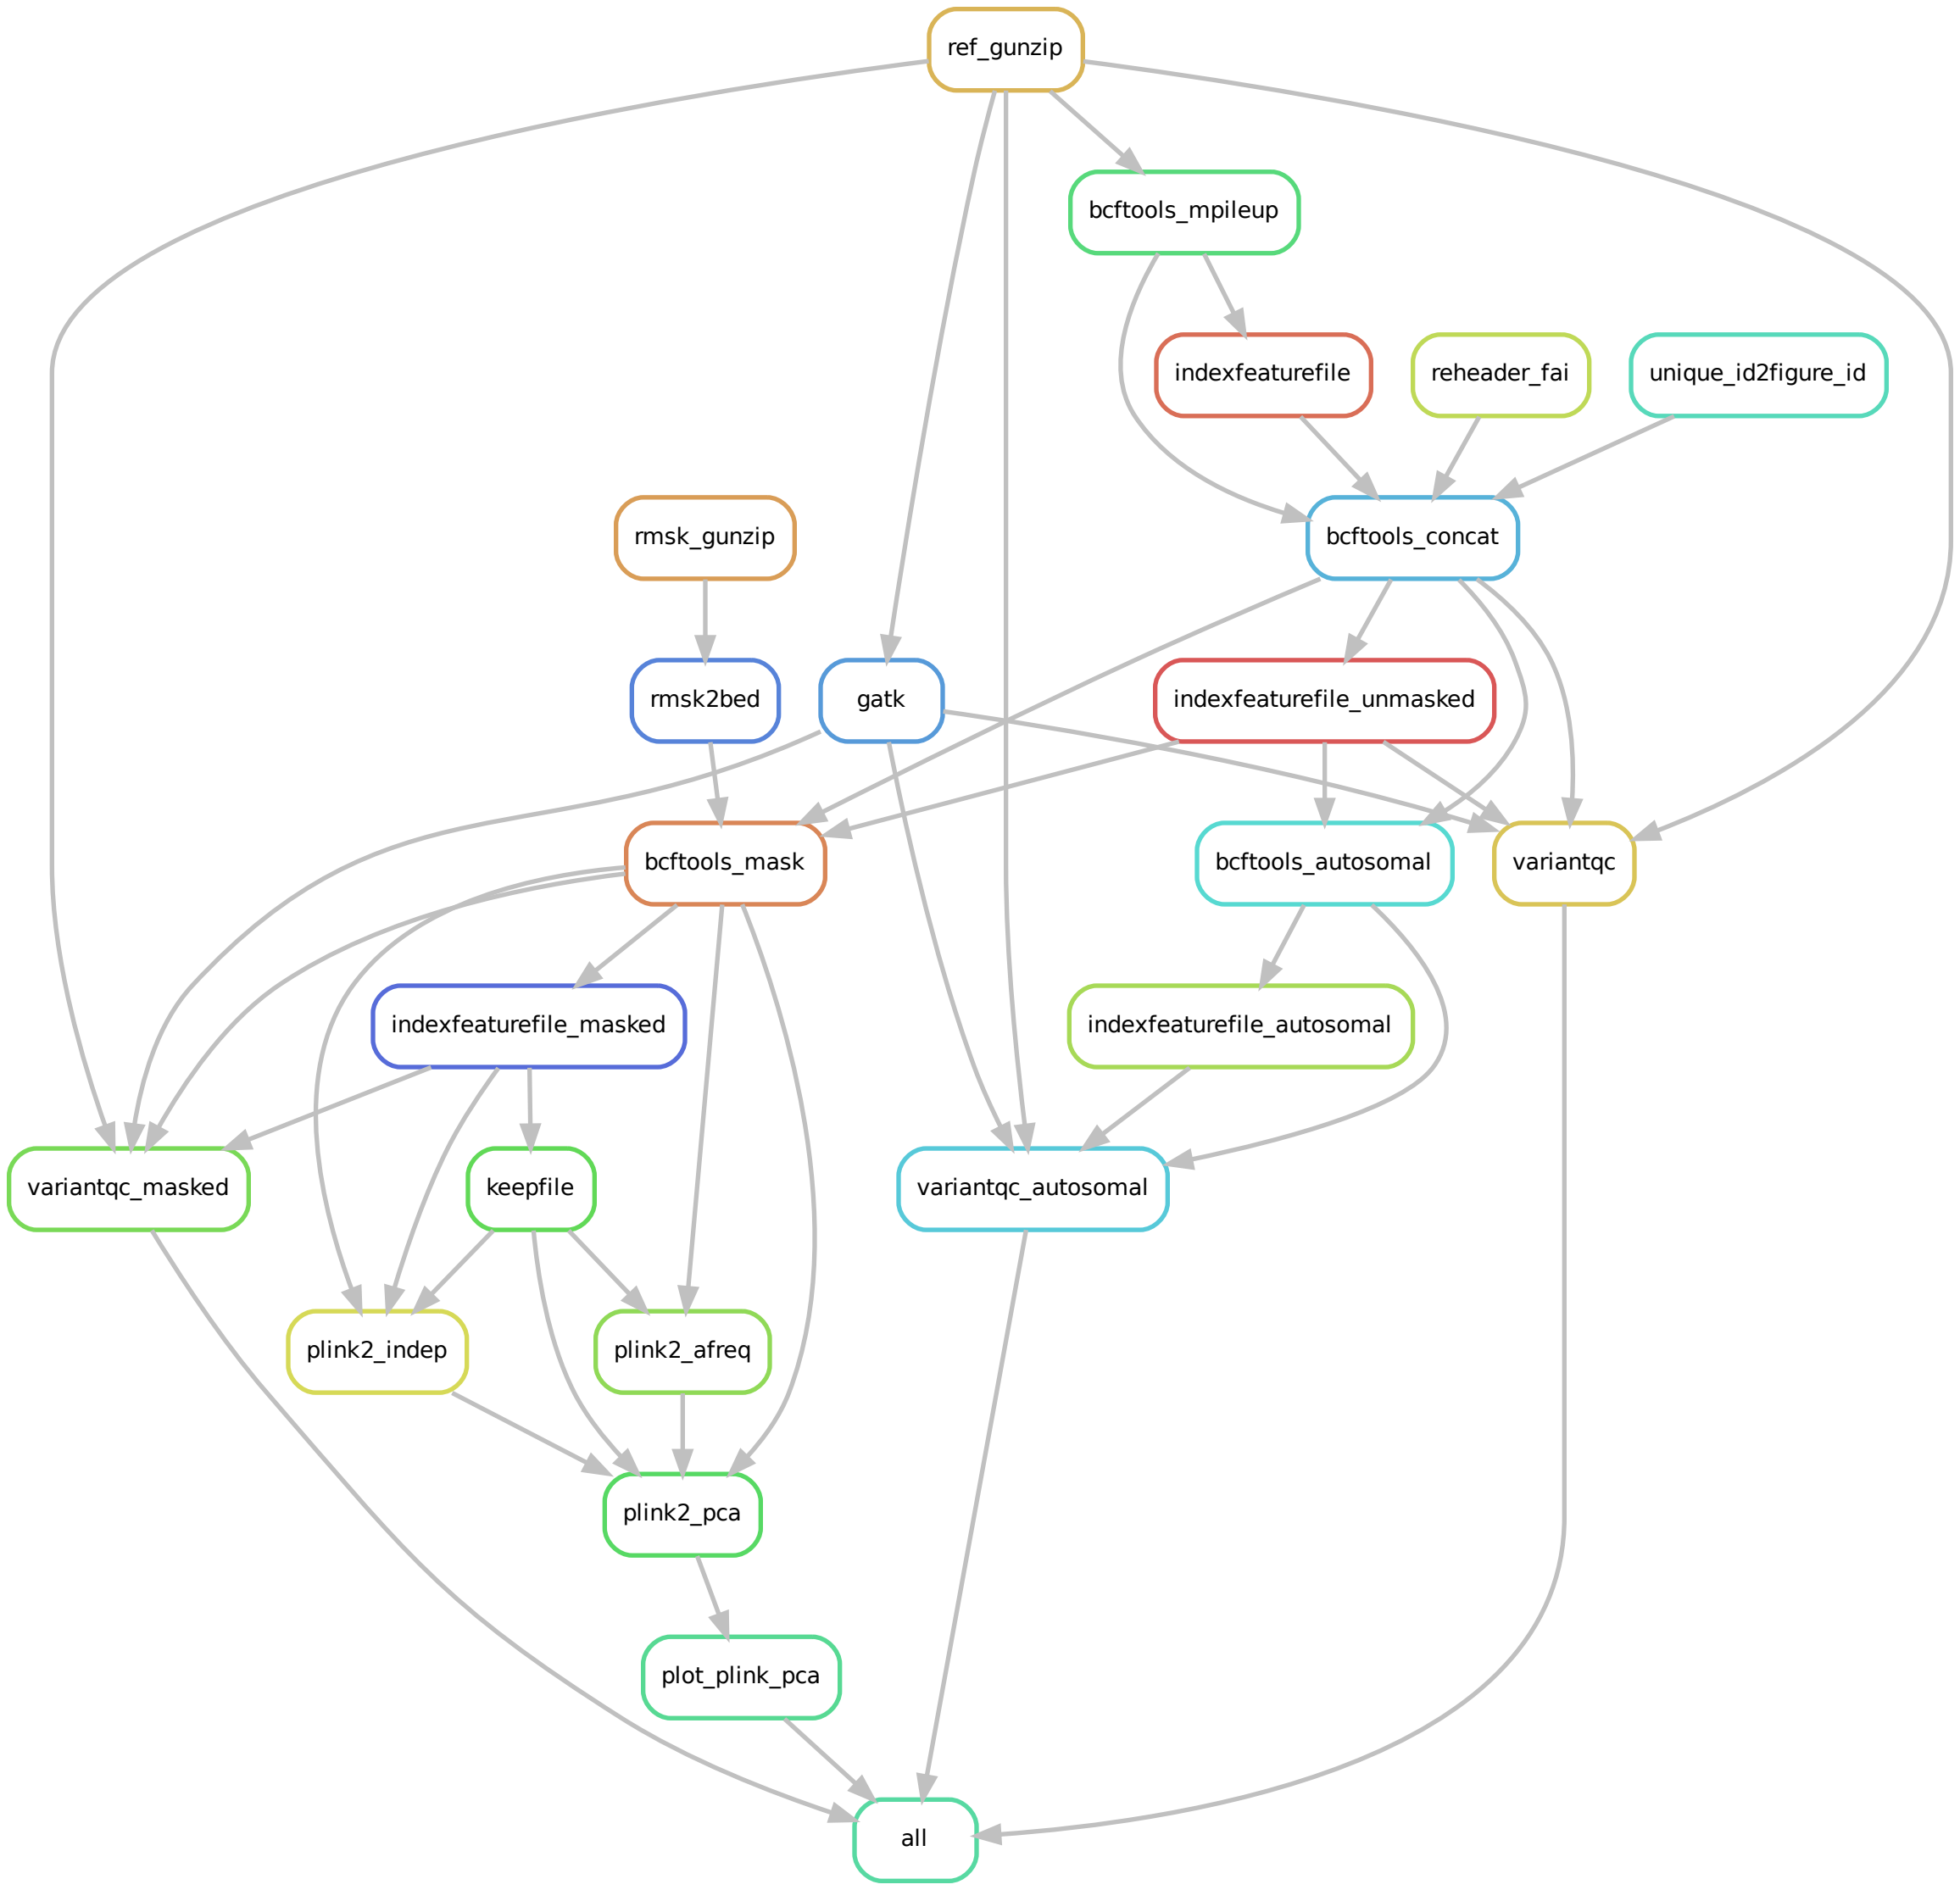 ref_gunzip
bcftools_mpileup
indexfeaturefile
reheader_fai
unique_id2figure_id
rmsk_gunzip
bcftools_concat
rmsk2bed
gatk
indexfeaturefile_unmasked
bcftools_mask
bcftools_autosomal
variantqc
indexfeaturefile_masked
indexfeaturefile_autosomal
variantqc_masked
keepfile
variantqc_autosomal
plink2_indep
plink2_afreq
plink2_pca
plot_plink_pca
all